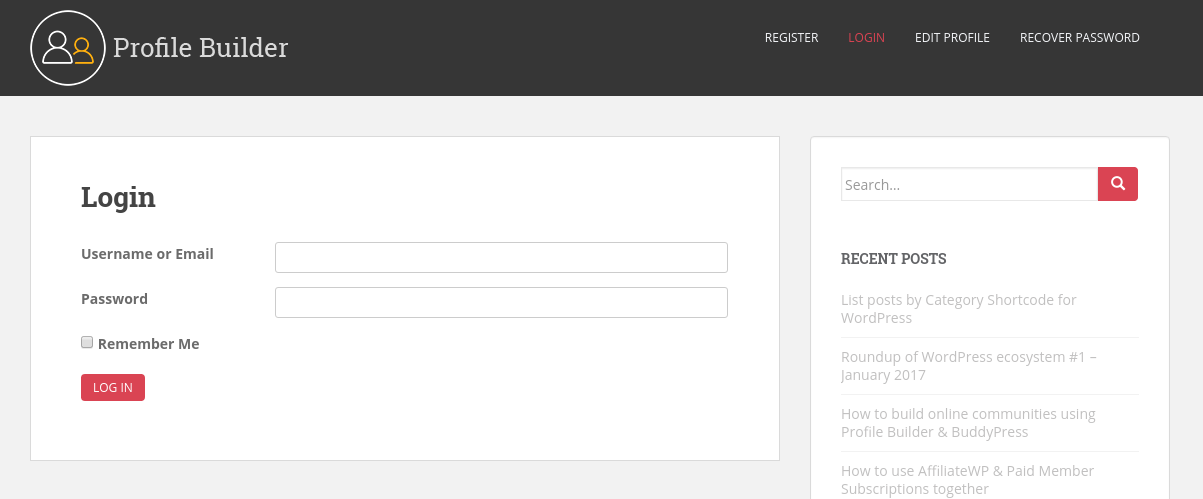 Profile Builder
REGISTER LOGIN EDIT PROFILE RECOVER PASSWORD
Login
Username or Email
Password
Remember Me
LOG IN
Search...
RECENT POSTS
List posts by Category Shortcode for
WordPress
Roundup of WordPress ecosystem #1 –
January 2017
How to build online communities using
Profile Builder & BuddyPress
How to use AffiliateWP & Paid Member
Subscriptions together